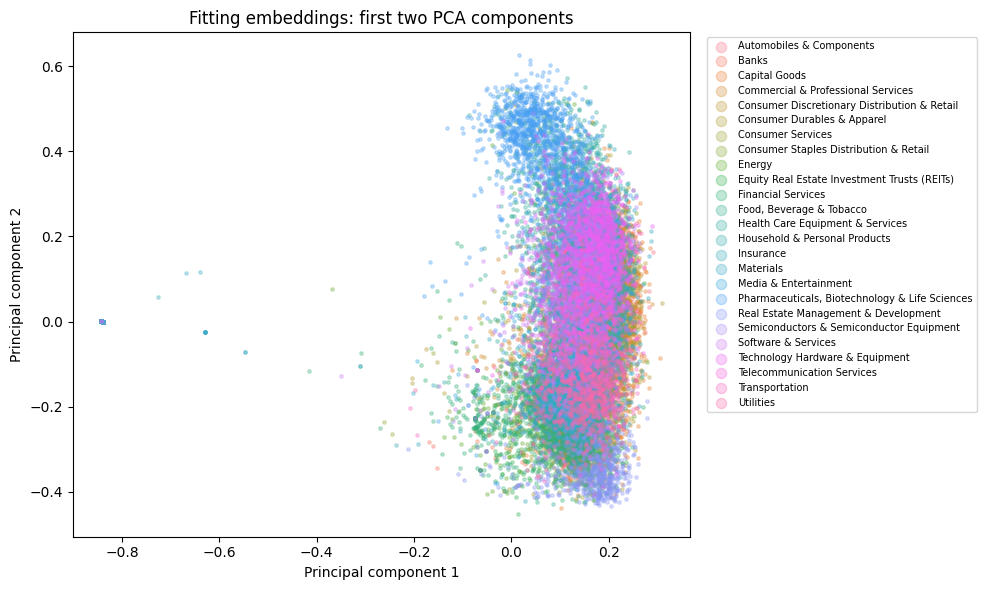 Fitting embeddings: first two PCA components
Principal component 2
0.6
0.4
0.2
0.0
−0.2
−0.4
−0.8
−0.6
−0.4
−0.2
0.0
0.2
Principal component 1
Automobiles & Components
Banks
Capital Goods
Commercial & Professional Services
Consumer Discretionary Distribution & Retail
Consumer Durables & Apparel
Consumer Services
Consumer Staples Distribution & Retail
Energy
Equity Real Estate Investment Trusts (REITs)
Financial Services
Food, Beverage & Tobacco
Health Care Equipment & Services
Household & Personal Products
Insurance
Materials
Media & Entertainment
Pharmaceuticals, Biotechnology & Life Sciences
Real Estate Management & Development
Semiconductors & Semiconductor Equipment
Software & Services
Technology Hardware & Equipment
Telecommunication Services
Transportation
Utilities